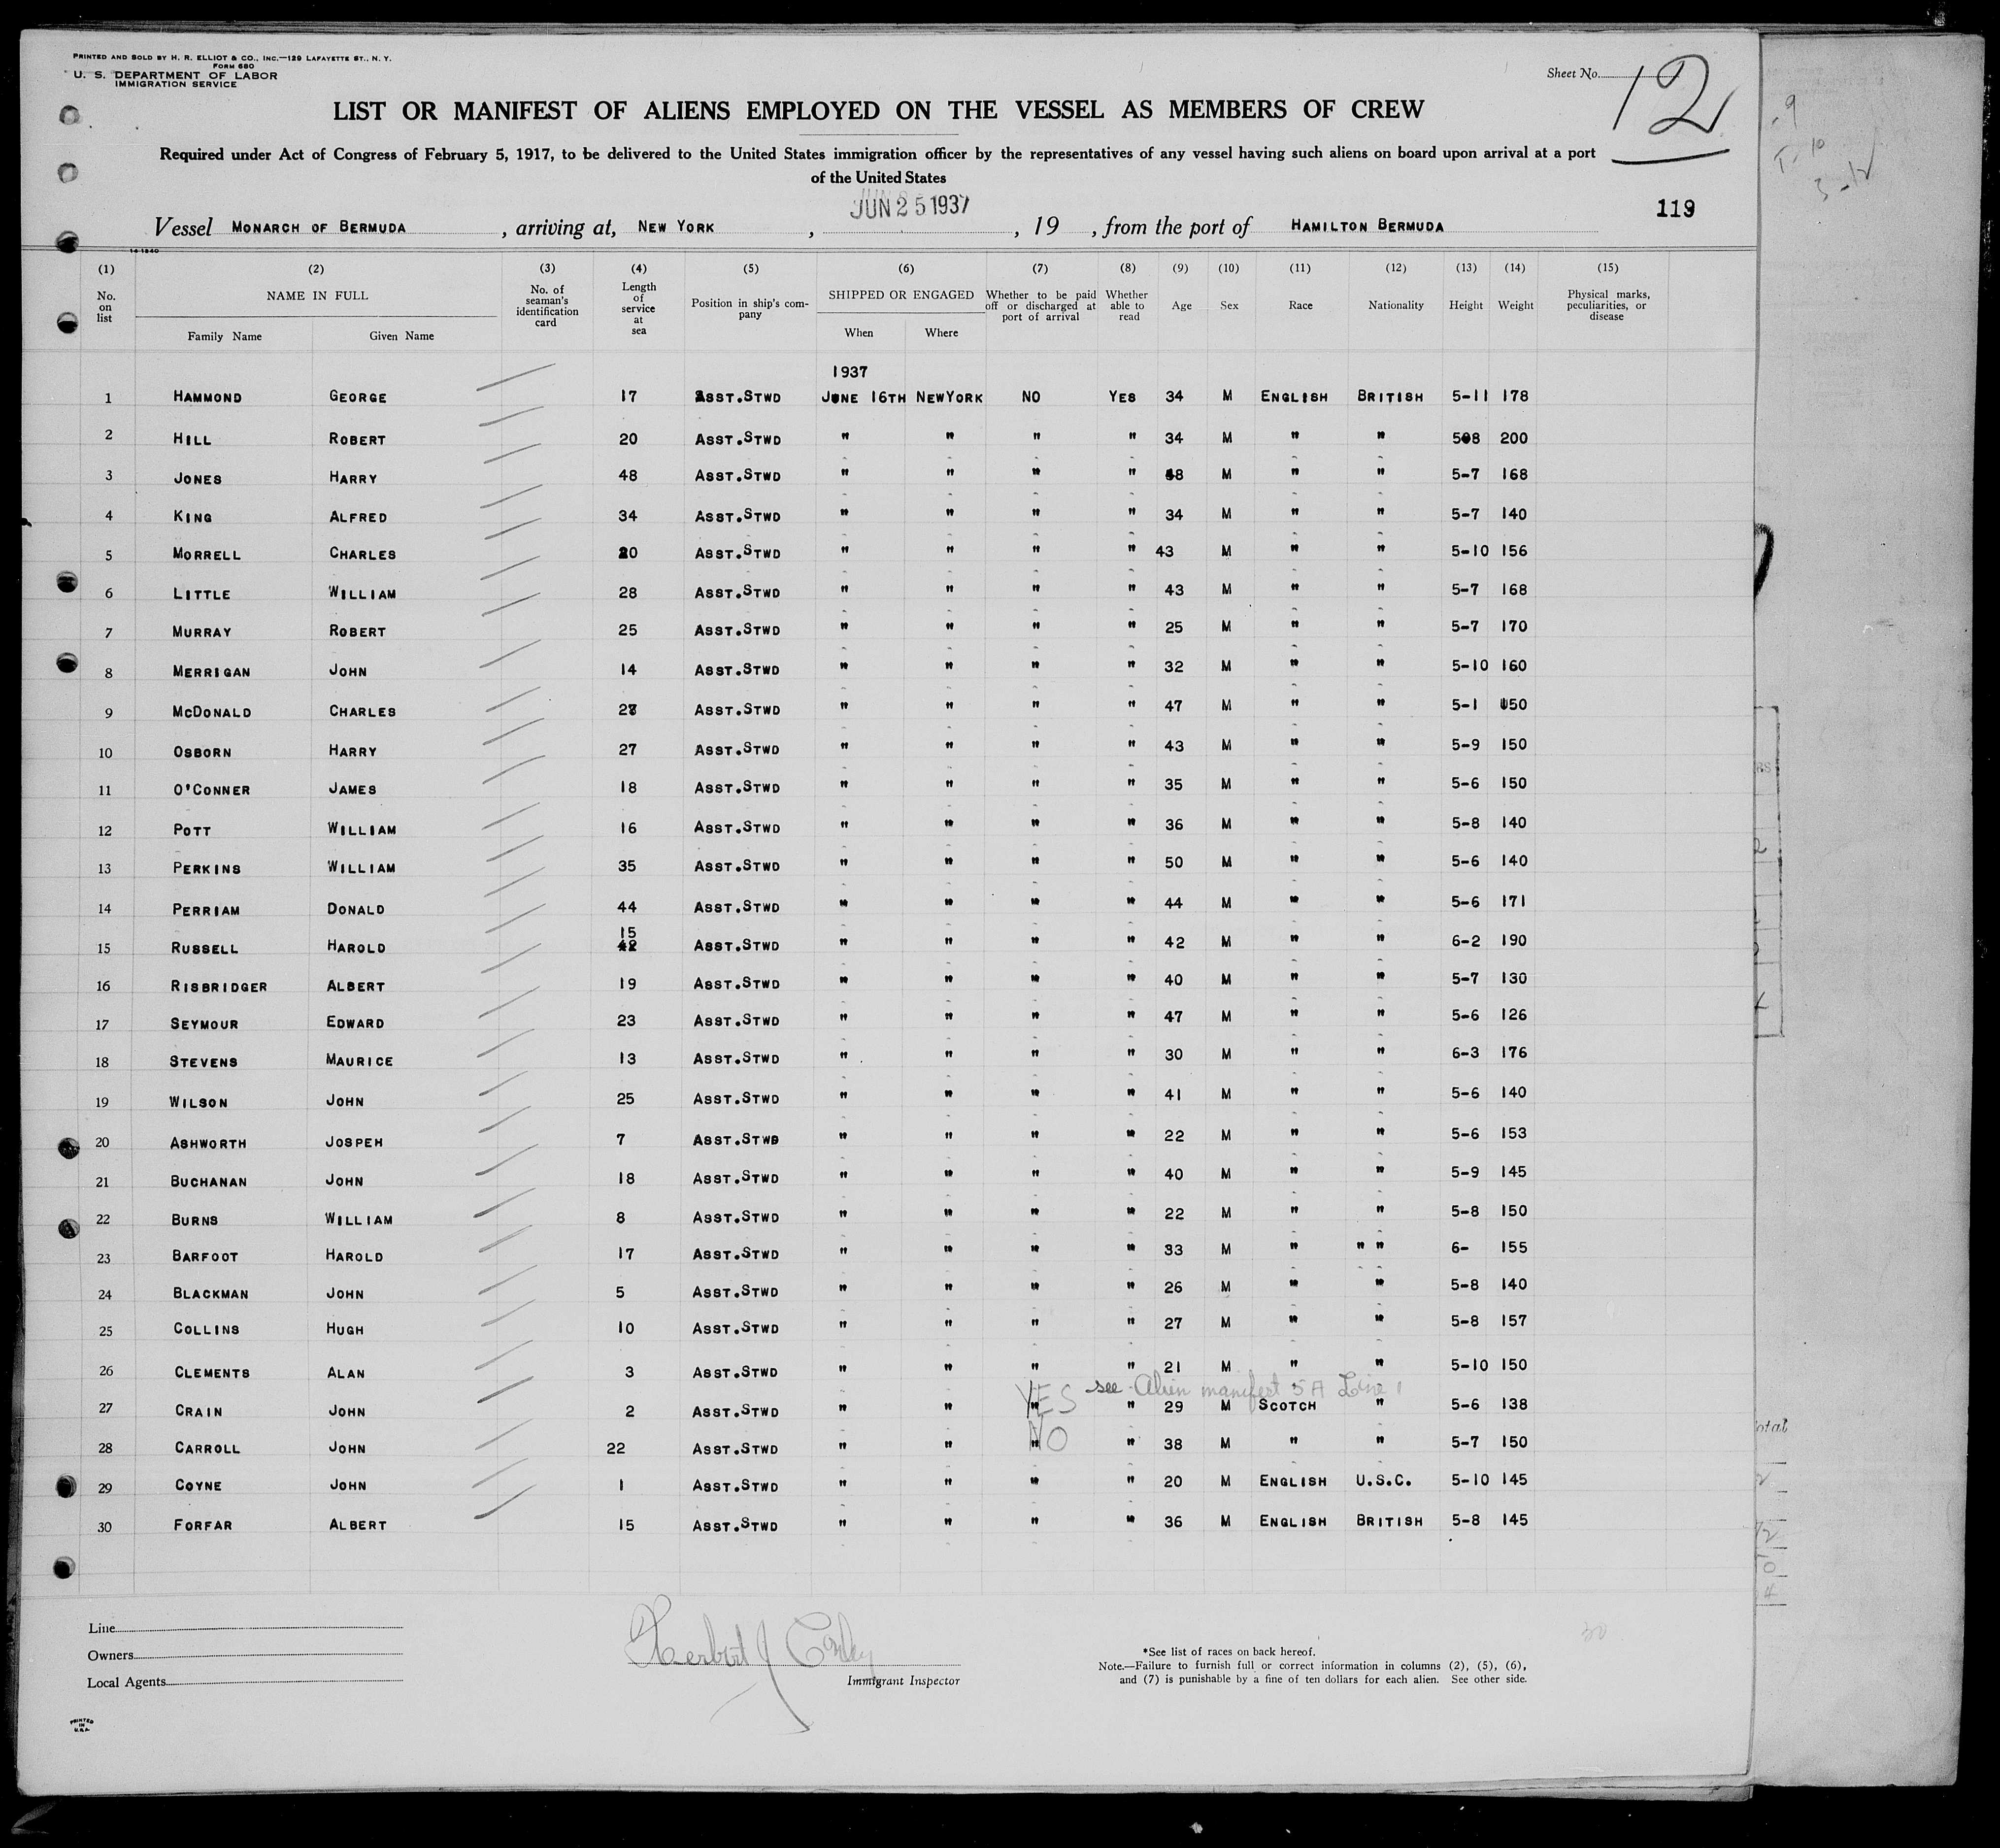 PRINTED AND SOLD BY H. R. ELLIOT & CO., INC.—129 LAFAYETTE ST., N. Y.
FORM 680
U. S. DEPARTMENT OF LABOR
IMMIGRATION SERVICE
Sheet No. 12
LIST OR MANIFEST OF ALIENS EMPLOYED ON THE VESSEL AS MEMBERS OF CREW
Required under Act of Congress of February 5, 1917, to be delivered to the United States immigration officer by the representatives of any vessel having such aliens on board upon arrival at a port
of the United States
JUN 25 1937
119
Vessel MONARCH OF BERMUDA, arriving at, NEW YORK, , 19 , from the port of HAMILTON BERMUDA
14-1840
(1) (2) (3) (4) (5) (6) (7) (8) (9) (10) (11) (12) (13) (14) (15)
No. on list NAME IN FULL Family Name Given Name No. of seaman's identification card Length of service at sea Position in ship's company SHIPPED OR ENGAGED When Where Whether to be paid off or discharged at port of arrival Whether able to read Age Sex Race Nationality Height Weight Physical marks, peculiarities, or disease
1937
1 HAMMOND GEORGE 17 ASST.STWD JUNE 16TH NEWYORK NO YES 34 M ENGLISH BRITISH 5-11 178
2 HILL ROBERT 20 ASST.STWD " " " " 34 M " " 508 200
3 JONES HARRY 48 ASST.STWD " " " " 48 M " " 5-7 168
4 KING ALFRED 34 ASST.STWD " " " " 34 M " " 5-7 140
5 MORRELL CHARLES 20 ASST.STWD " " " " 43 M " " 5-10 156
6 LITTLE WILLIAM 28 ASST.STWD " " " " 43 M " " 5-7 168
7 MURRAY ROBERT 25 ASST.STWD " " " " 25 M " " 5-7 170
8 MERRIGAN JOHN 14 ASST.STWD " " " " 32 M " " 5-10 160
9 MCDONALD CHARLES ASST.STWD " " " " 47 M " " 5-1 150
10 OSBORN HARRY 27 ASST.STWD " " " " 43 M " " 5-9 150
11 O'CONNER JAMES 18 ASST.STWD " " " " 35 M " " 5-6 150
12 POTT WILLIAM 16 ASST.STWD " " " " 36 M " " 5-8 140
13 PERKINS WILLIAM 35 ASST.STWD " " " " 50 M " " 5-6 140
14 PERRIAM DONALD 44 ASST.STWD " " " " 44 M " " 5-6 171
15 RUSSELL HAROLD 15 42 ASST.STWD " " " " 42 M " " 6-2 190
16 RISBRIDGER ALBERT 19 ASST.STWD " " " " 40 M " " 5-7 130
17 SEYMOUR EDWARD 23 ASST.STWD " " " " 47 M " " 5-6 126
18 STEVENS MAURICE 13 ASST.STWD " " " " 30 M " " 6-3 176
19 WILSON JOHN 25 ASST.STWD " " " " 41 M " " 5-6 140
20 ASHWORTH JOSPEH 7 ASST.STWD " " " " 22 M " " 5-6 153
21 BUCHANAN JOHN 18 ASST.STWD " " " " 40 M " " 5-9 145
22 BURNS WILLIAM 8 ASST.STWD " " " " 22 M " " 5-8 150
23 BARFOOT HAROLD 17 ASST.STWD " " " " 33 M " " " 6- 155
24 BLACKMAN JOHN 5 ASST.STWD " " " " 26 M " " 5-8 140
25 COLLINS HUGH 10 ASST.STWD " " " " 27 M " " 5-8 157
26 CLEMENTS ALAN 3 ASST.STWD " " " " 21 M " " 5-10 150
YES see Alien manifest 5A Line 1
27 CRAIN JOHN 2 ASST.STWD " " " " 29 M SCOTCH " 5-6 138
28 CARROLL JOHN 22 ASST.STWD " " NO " " 38 M " " 5-7 150
29 COYNE JOHN 1 ASST.STWD " " " " 20 M ENGLISH U.S.C. 5-10 145
30 FORFAR ALBERT 15 ASST.STWD " " " " 36 M ENGLISH BRITISH 5-8 145
Line
Owners
Local Agents
Herbert J Conley
Immigrant Inspector
30
*See list of races on back hereof.
Note.—Failure to furnish full or correct information in columns (2), (5), (6),
and (7) is punishable by a fine of ten dollars for each alien. See other side.
PRINTED
IN
U.S.A.